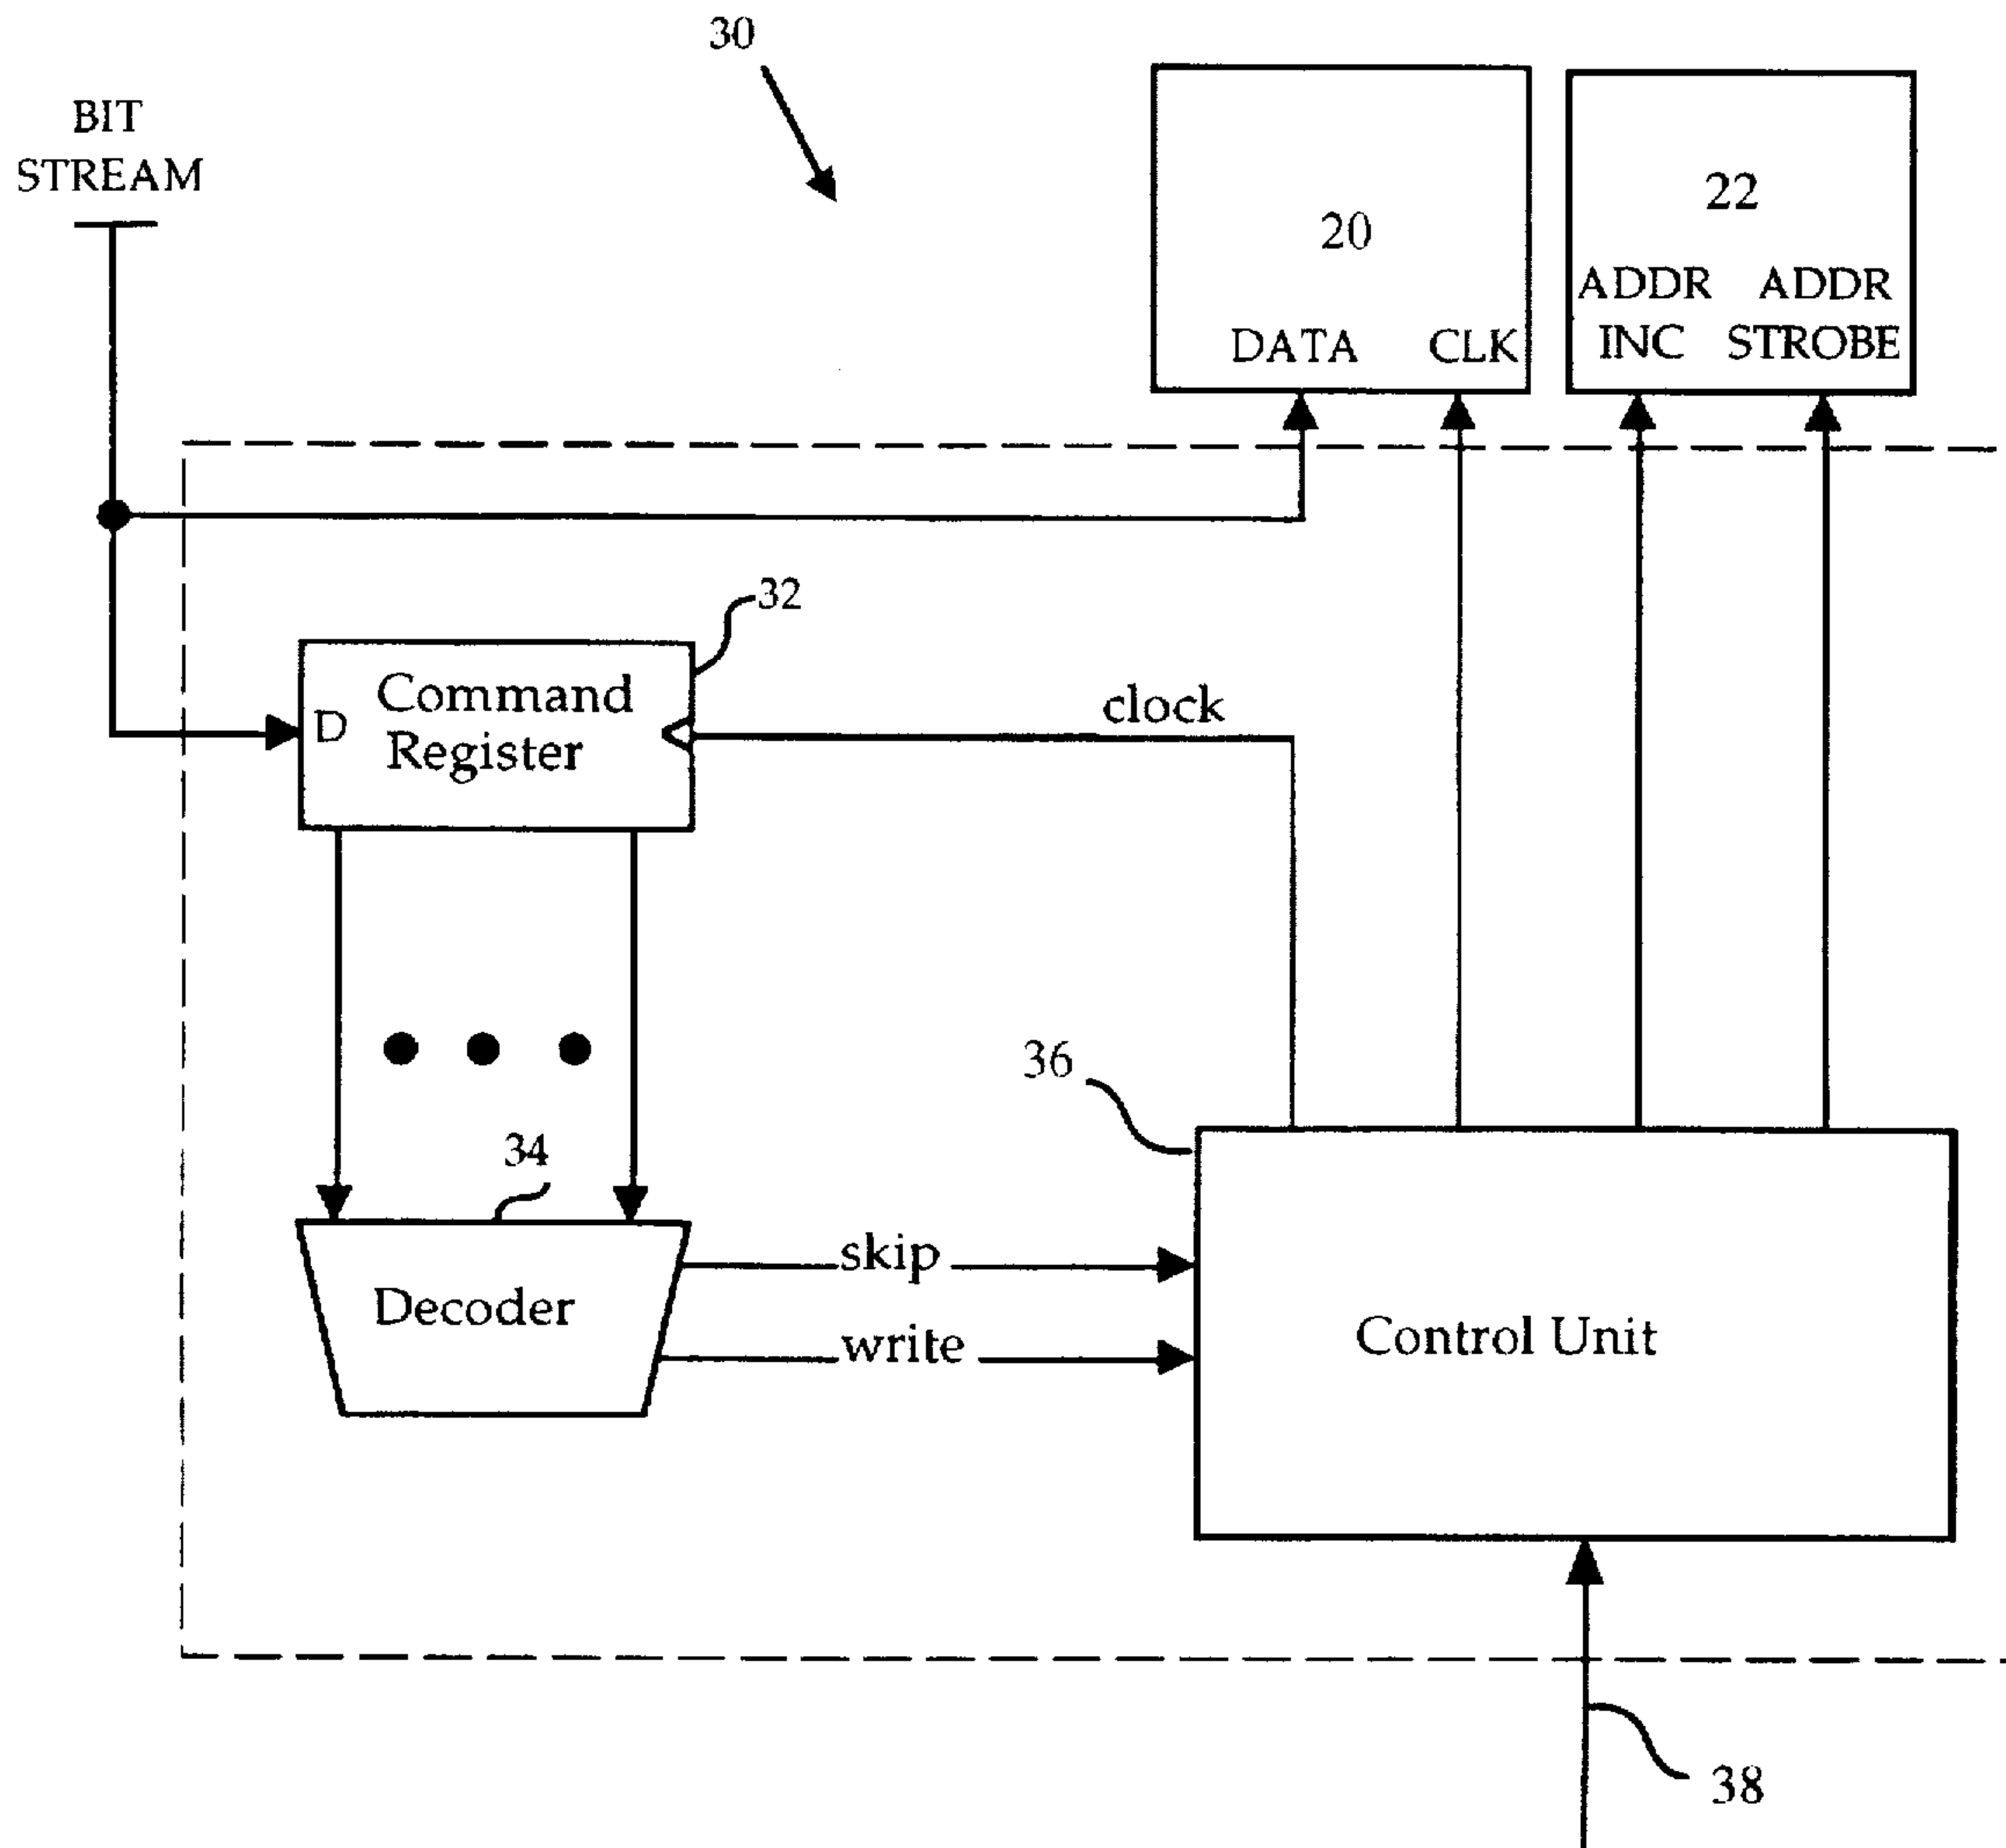 30
BIT
STREAM
20
DATA CLK
22
ADDR ADDR
INC STROBE
32
D Command
Register
clock
36
34
Decoder
skip
write
Control Unit
38